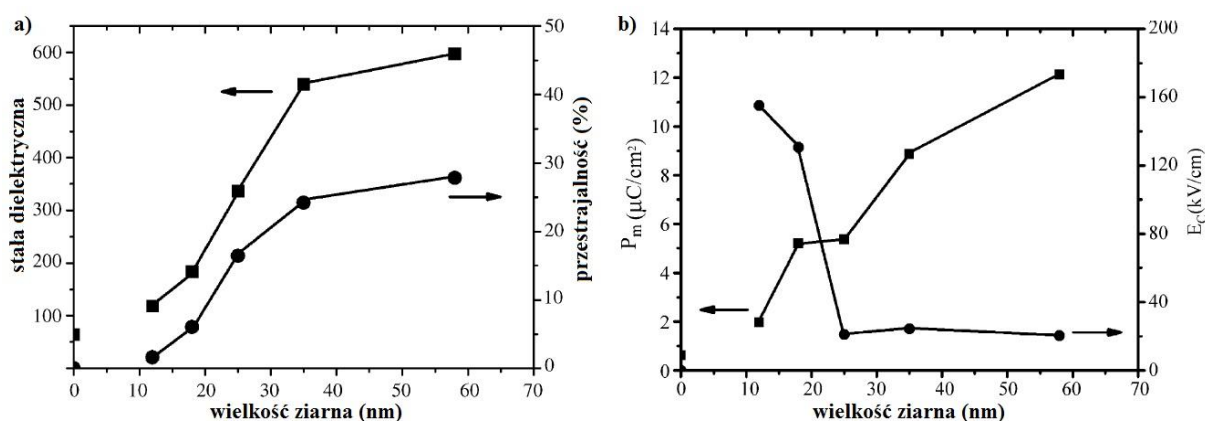 a)
600
500
400
300
200
100
stała dielektryczna
50
40
30
20
10
0
przestrajalność (%)
0 10 20 30 40 50 60 70
wielkość ziarna (nm)
b)
14
12
10
8
6
4
2
0
Pm (μC/cm²)
200
160
120
80
40
0
EC(kV/cm)
0 10 20 30 40 50 60 70
wielkość ziarna (nm)